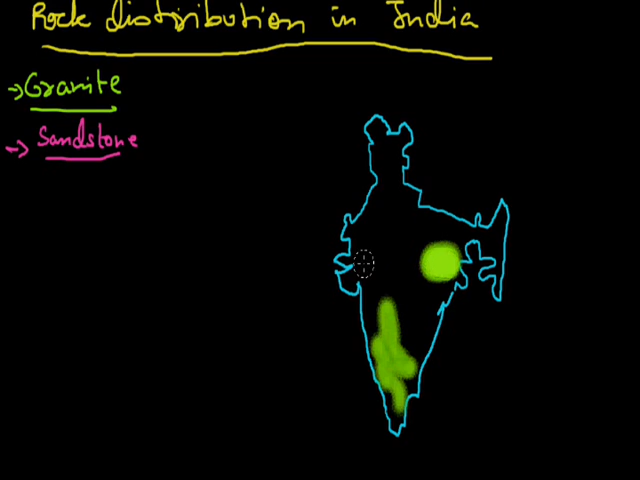 Rock distribution in India
→Granite
→Sandstone